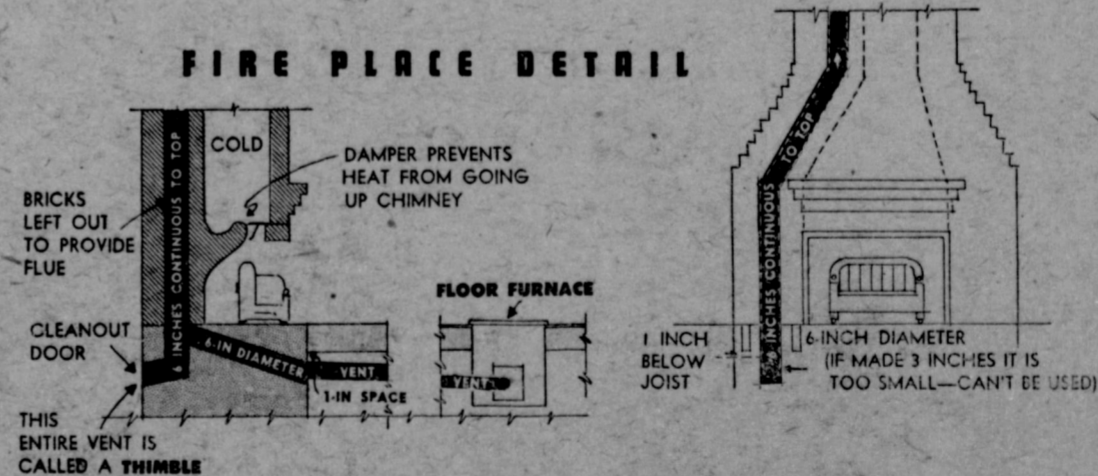 FIRE PLACE DETAIL
COLD
DAMPER PREVENTS
HEAT FROM GOING
UP CHIMNEY
BRICKS
LEFT OUT
TO PROVIDE
FLUE
6 INCHES CONTINUOUS TO TOP
CLEANOUT
DOOR
THIS
ENTIRE VENT IS
CALLED A THIMBLE
6-IN DIAMETER
VENT
1-IN SPACE
FLOOR FURNACE
VENT
6 INCHES CONTINUOUS
TO TOP
1 INCH
BELOW
JOIST
6-INCH DIAMETER
(IF MADE 3 INCHES IT IS
TOO SMALL—CAN'T BE USED)